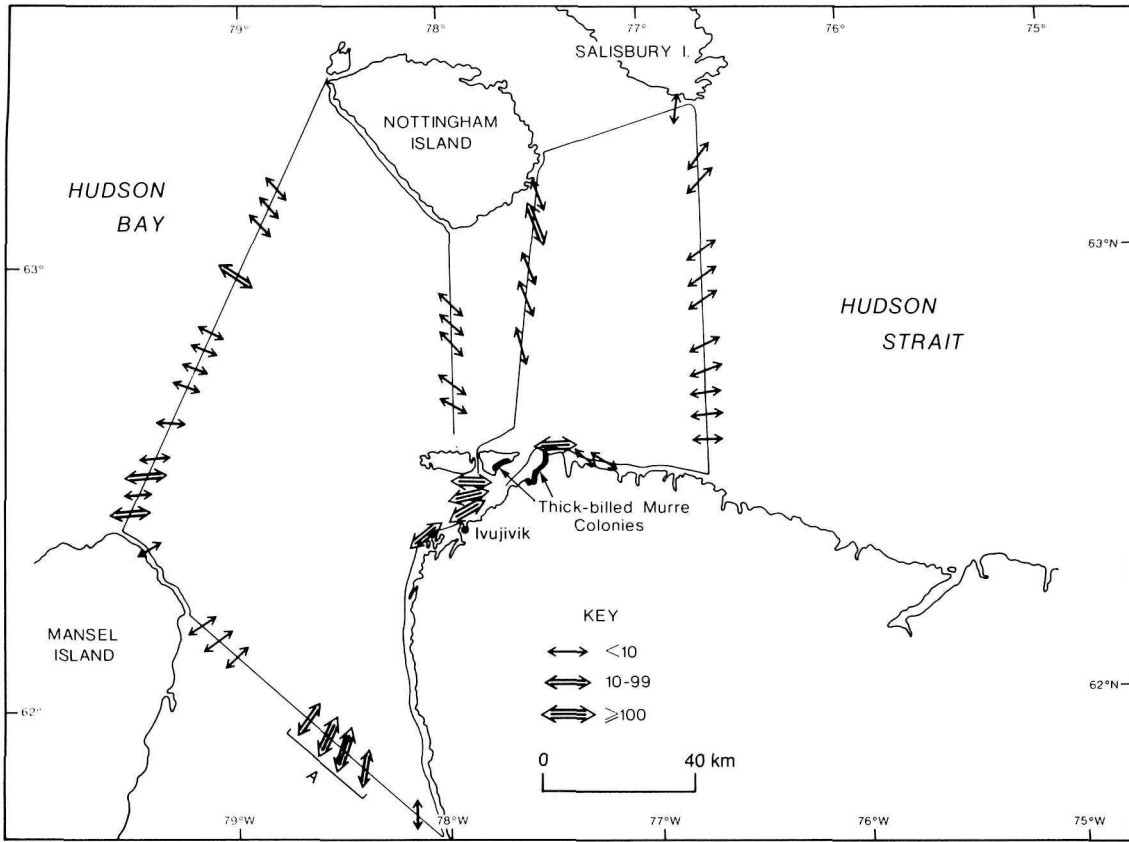 79°
78°
77°
76°
75°
SALISBURY I.
NOTTINGHAM
ISLAND
HUDSON
BAY
63°
63°N
HUDSON
STRAIT
Thick-billed Murre
Colonies
Ivujivik
MANSEL
ISLAND
KEY
<10
10-99
⩾100
62°
62°N
0 40 km
A
79°W
78°W
77°W
76°W
75°W